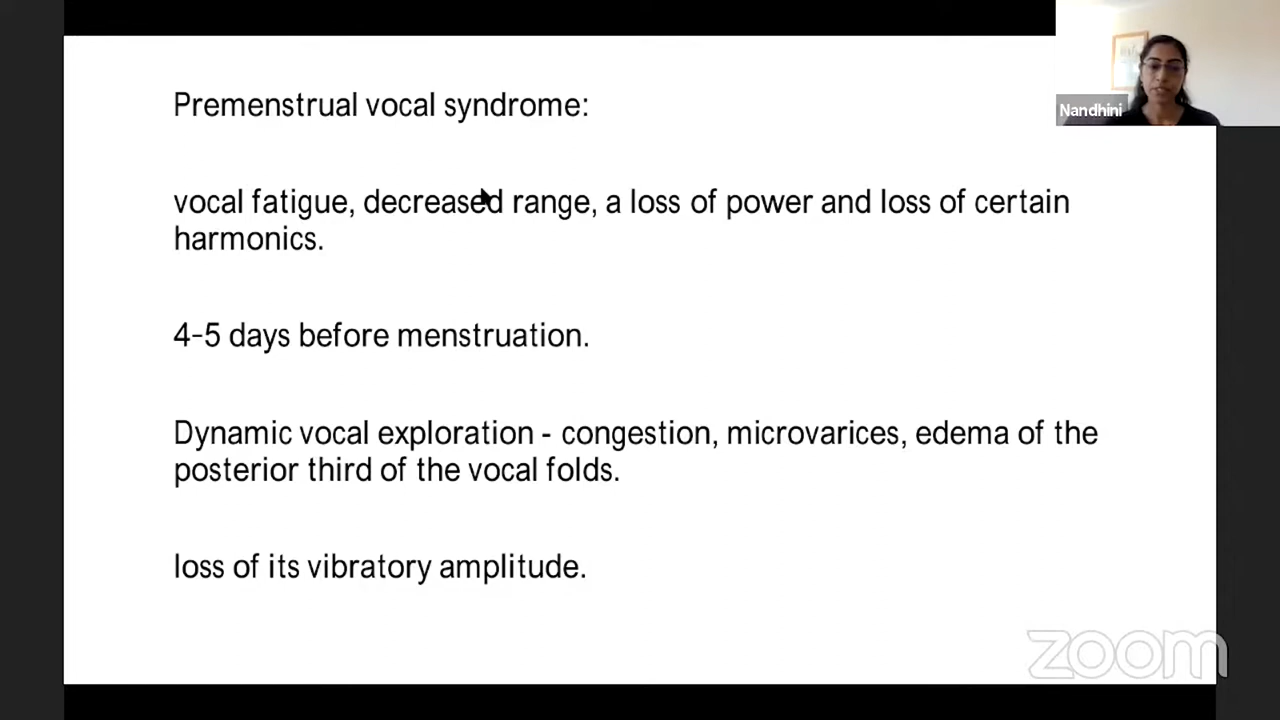 Premenstrual vocal syndrome:
Nandhini
vocal fatigue, decreased range, a loss of power and loss of certain
harmonics.
4-5 days before menstruation.
Dynamic vocal exploration - congestion, microvarices, edema of the
posterior third of the vocal folds.
loss of its vibratory amplitude.
zoom